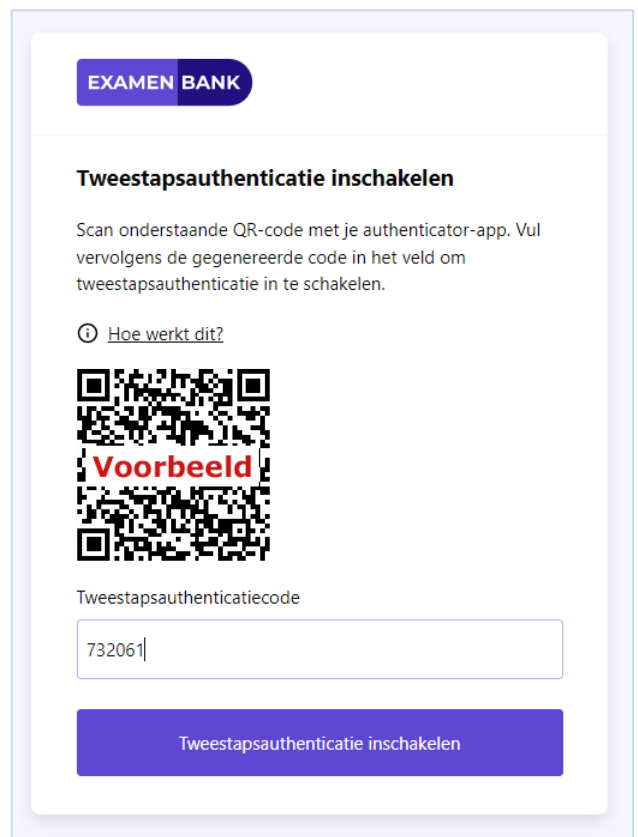 EXAMEN BANK
Tweestapsauthenticatie inschakelen
Scan onderstaande QR-code met je authenticator-app. Vul
vervolgens de gegenereerde code in het veld om
tweestapsauthenticatie in te schakelen.
Hoe werkt dit?
Voorbeeld
Tweestapsauthenticatiecode
732061
Tweestapsauthenticatie inschakelen